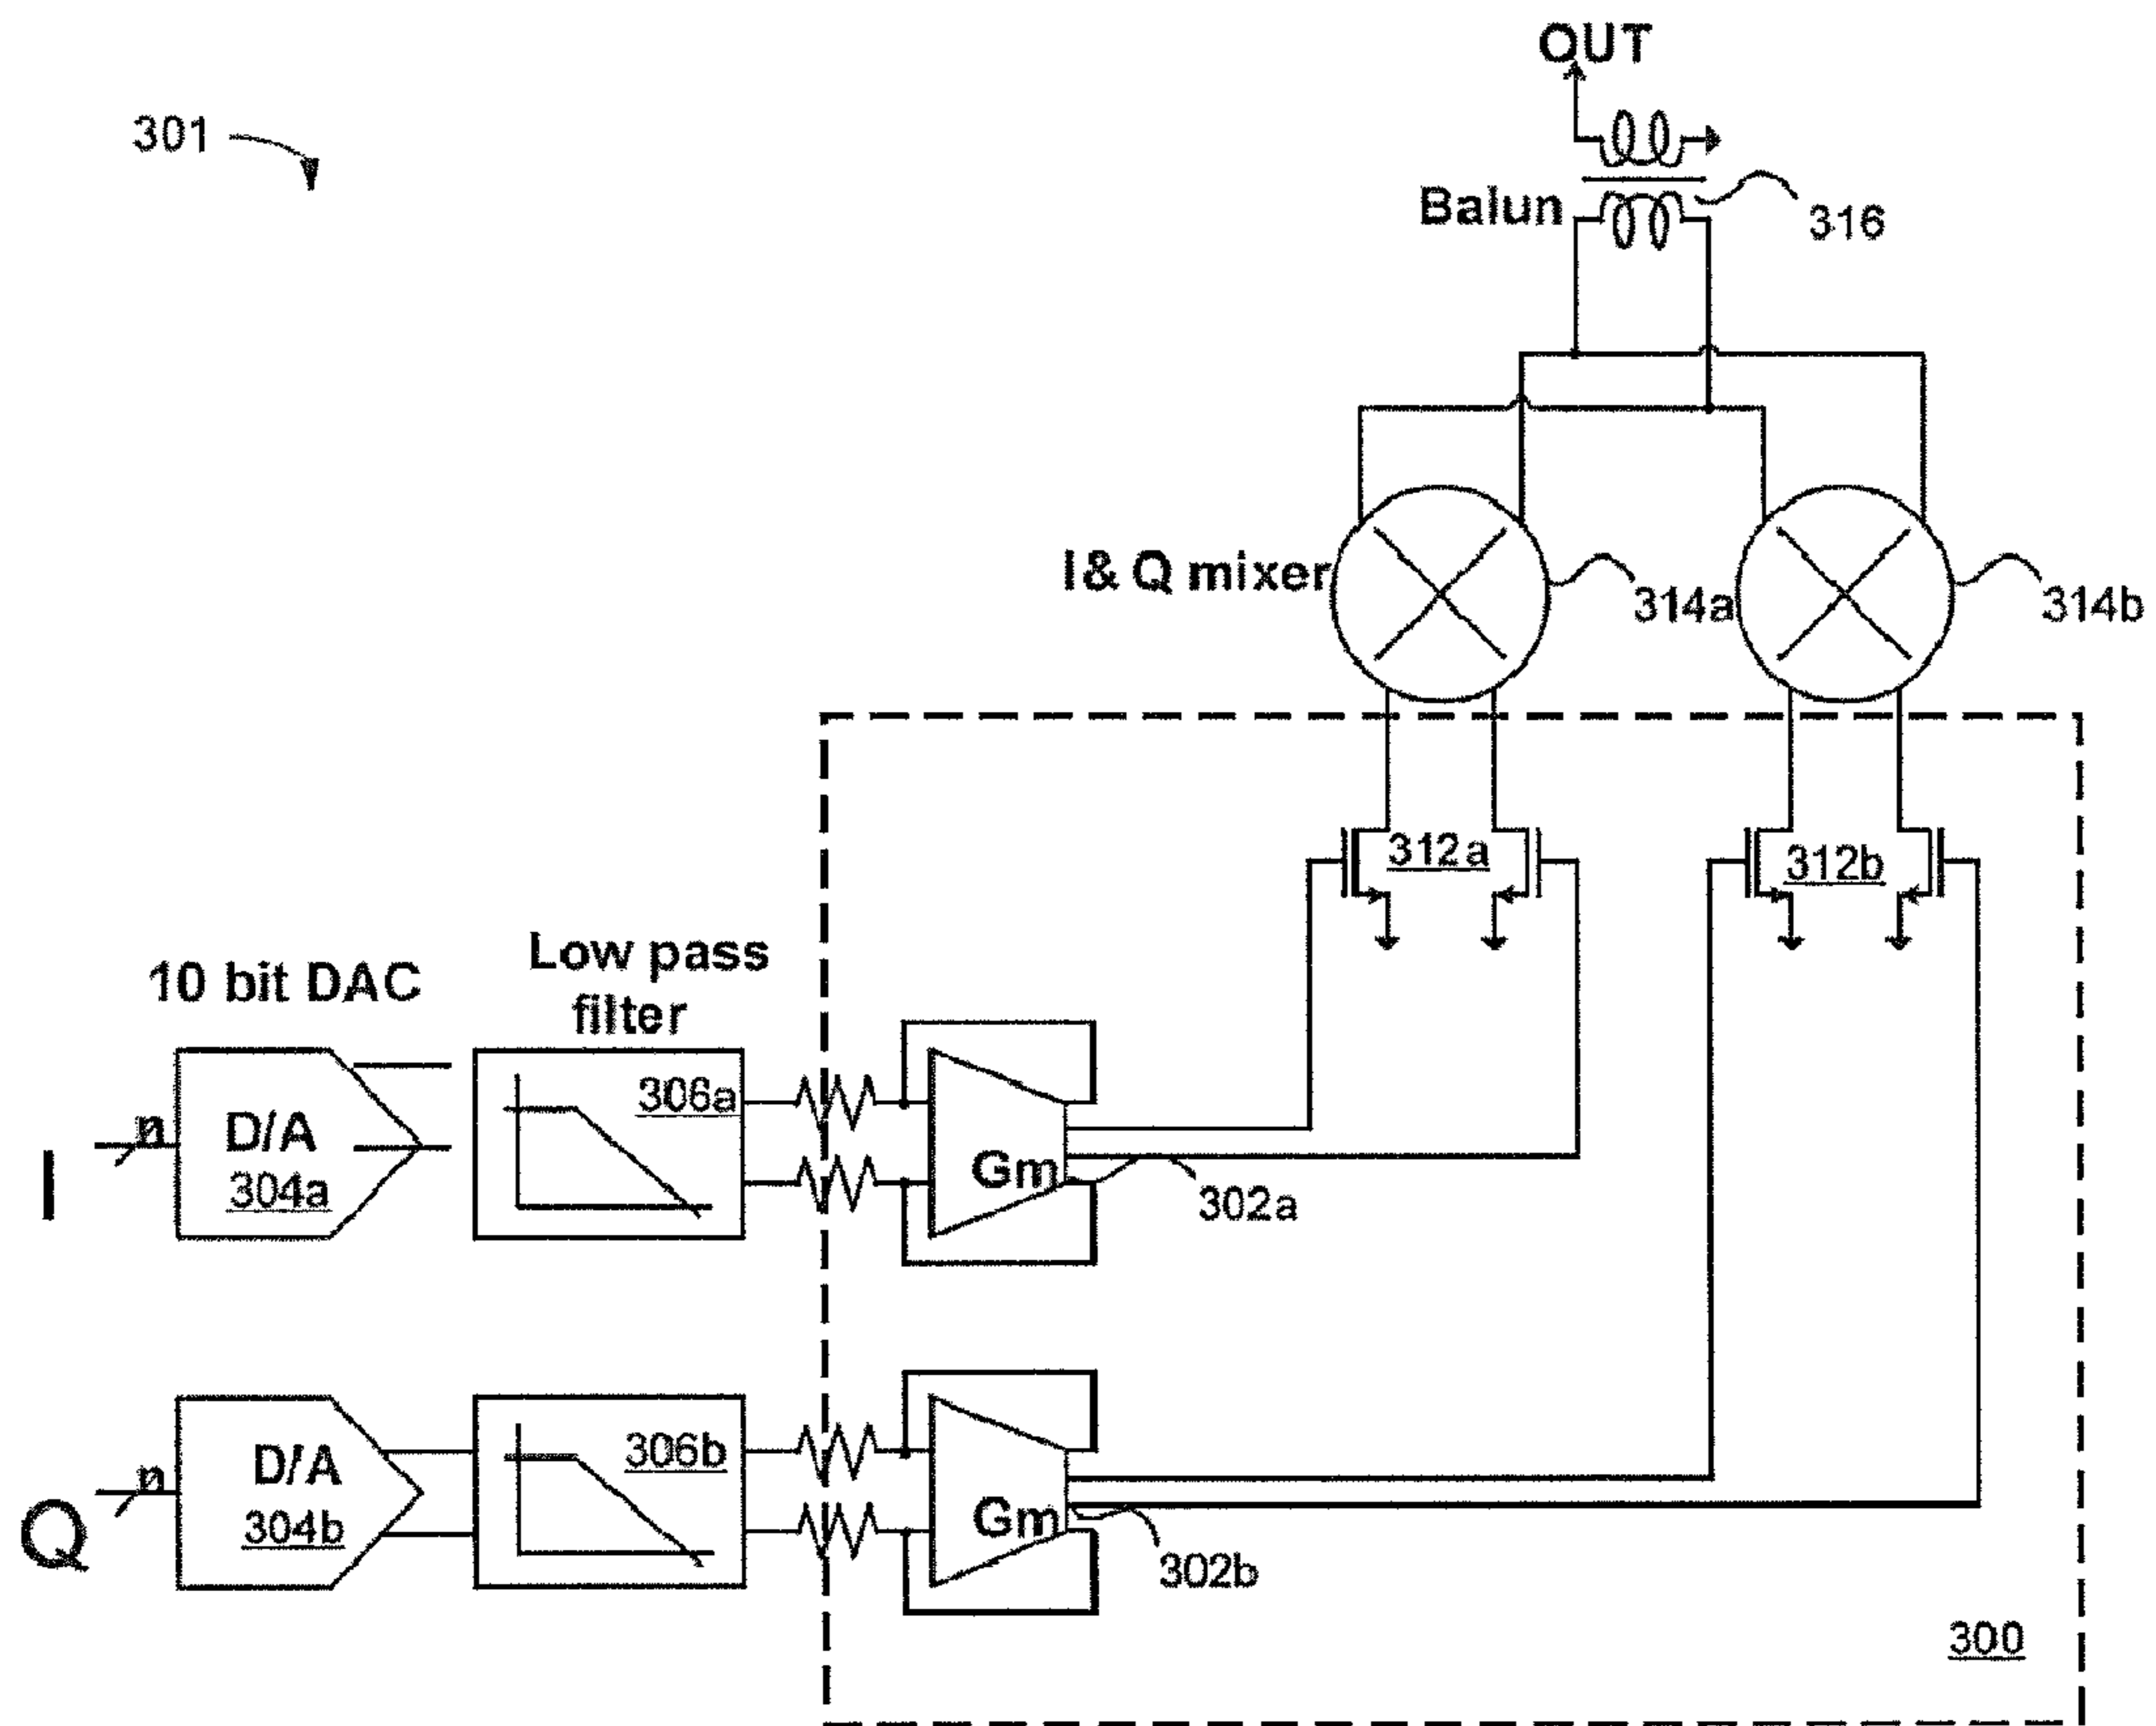 OUT
301
Balun
316
I& Q mixer
314a
314b
312a
312b
Low pass
filter
10 bit DAC
306a
n
D/A
I
304a
Gm
302a
306b
n
D/A
Q
304b
Gm
302b
300